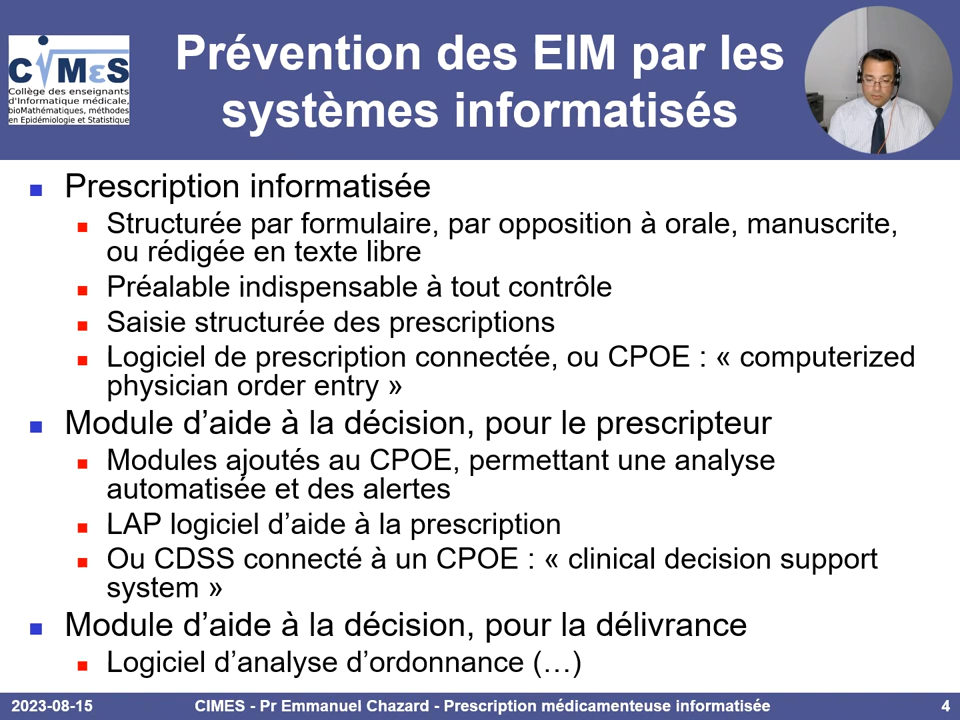 CIMES
Collège des enseignants
d'Informatique médicale,
bioMathématiques, méthodes
en Epidémiologie et Statistique
Prévention des EIM par les
systèmes informatisés
Prescription informatisée
Structurée par formulaire, par opposition à orale, manuscrite,
ou rédigée en texte libre
Préalable indispensable à tout contrôle
Saisie structurée des prescriptions
Logiciel de prescription connectée, ou CPOE : « computerized
physician order entry »
Module d’aide à la décision, pour le prescripteur
Modules ajoutés au CPOE, permettant une analyse
automatisée et des alertes
LAP logiciel d’aide à la prescription
Ou CDSS connecté à un CPOE : « clinical decision support
system »
Module d’aide à la décision, pour la délivrance
Logiciel d’analyse d’ordonnance (…)
2023-08-15 CIMES - Pr Emmanuel Chazard - Prescription médicamenteuse informatisée 4